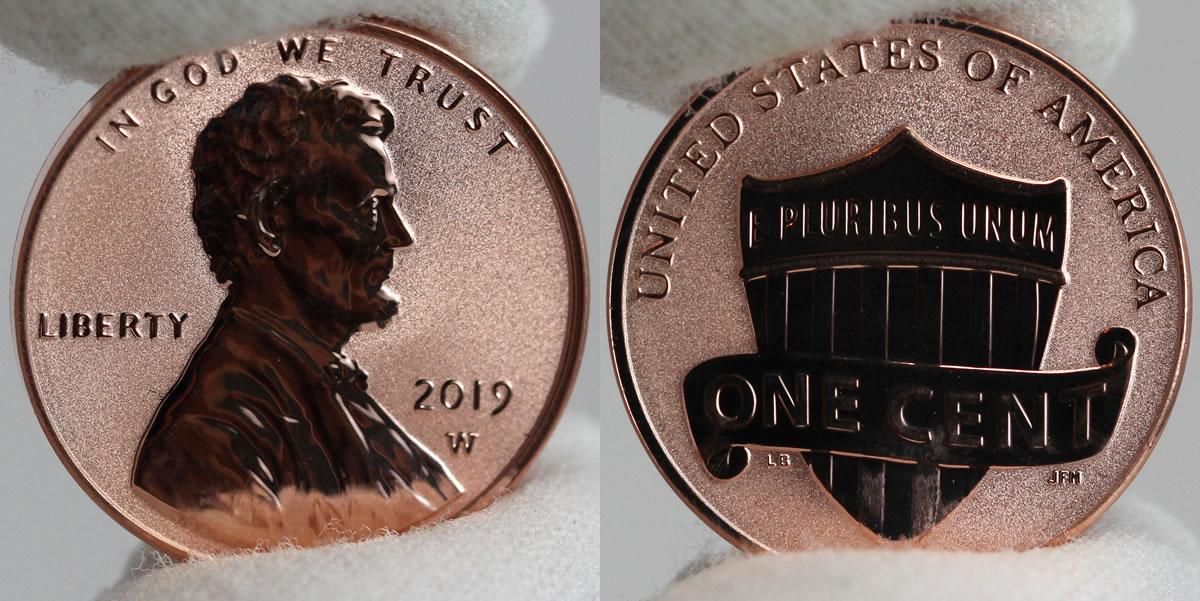 IN GOD WE TRUST
LIBERTY
2019
W
UNITED STATES OF AMERICA
E PLURIBUS UNUM
ONE CENT
LB
JFM